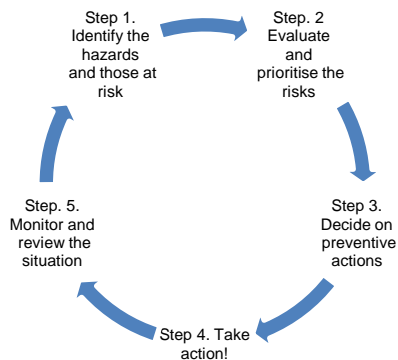 Step 1.
Identify the
hazards
and those at
risk
Step. 2
Evaluate
and
prioritise the
risks
Step 3.
Decide on
preventive
actions
Step 4. Take
action!
Step. 5.
Monitor and
review the
situation